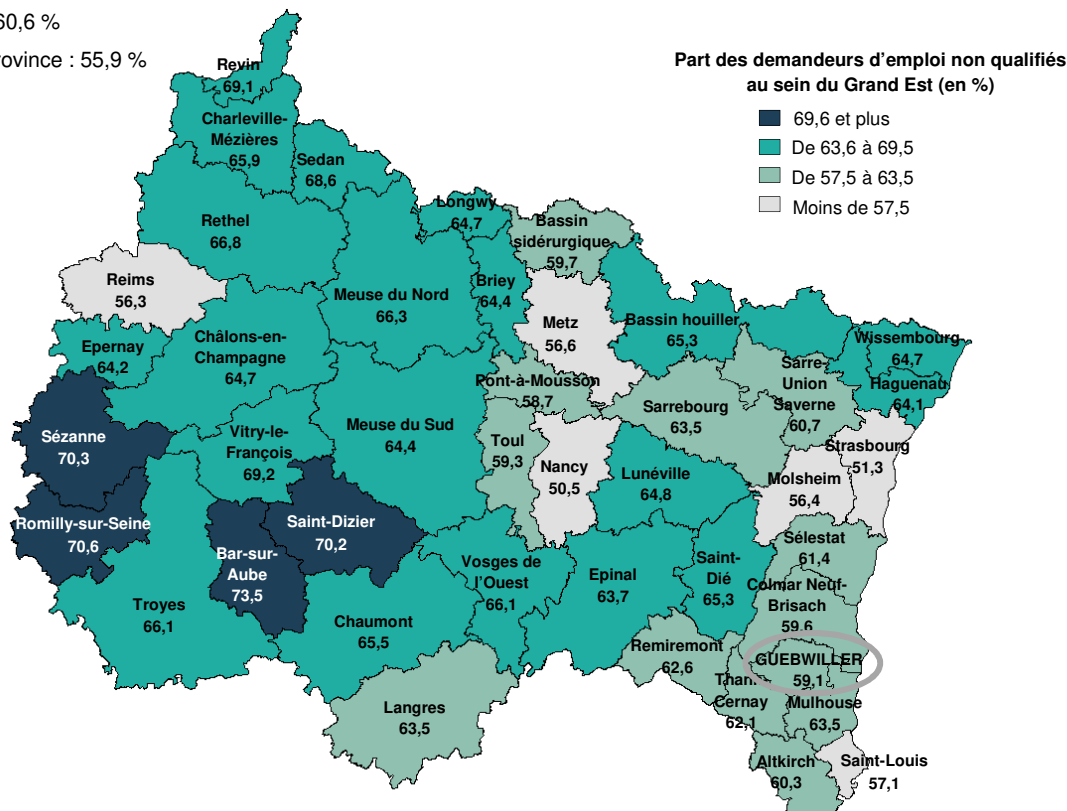 60,6 %
rovince : 55,9 %
Part des demandeurs d'emploi non qualifiés
au sein du Grand Est (en %)
69,6 et plus
De 63,6 à 69,5
De 57,5 à 63,5
Moins de 57,5
Revin
69,1
Charleville-
Mézières
65,9
Sedan
68,6
Rethel
66,8
Longwy
64,7
Bassin
sidérurgique
59,7
Reims
56,3
Meuse du Nord
66,3
Briey
64,4
Metz
56,6
Bassin houiller
65,3
Wissembourg
64,7
Epernay
64,2
Châlons-en-
Champagne
64,7
Pont-à-Mousson
58,7
Sarrebourg
63,5
Sarre-
Union
Saverne
60,7
Haguenau
64,1
Sézanne
70,3
Vitry-le-
François
69,2
Meuse du Sud
64,4
Toul
59,3
Nancy
50,5
Lunéville
64,8
Molsheim
56,4
Strasbourg
51,3
Romilly-sur-Seine
70,6
Bar-sur-
Aube
73,5
Saint-Dizier
70,2
Vosges de
l'Ouest
66,1
Epinal
63,7
Saint-
Dié
65,3
Sélestat
61,4
Colmar Neuf-
Brisach
59,6
Troyes
66,1
Chaumont
65,5
Remiremont
62,6
GUEBWILLER
59,1
Langres
63,5
Than
Cernay
62,1
Mulhouse
63,5
Altkirch
60,3
Saint-Louis
57,1